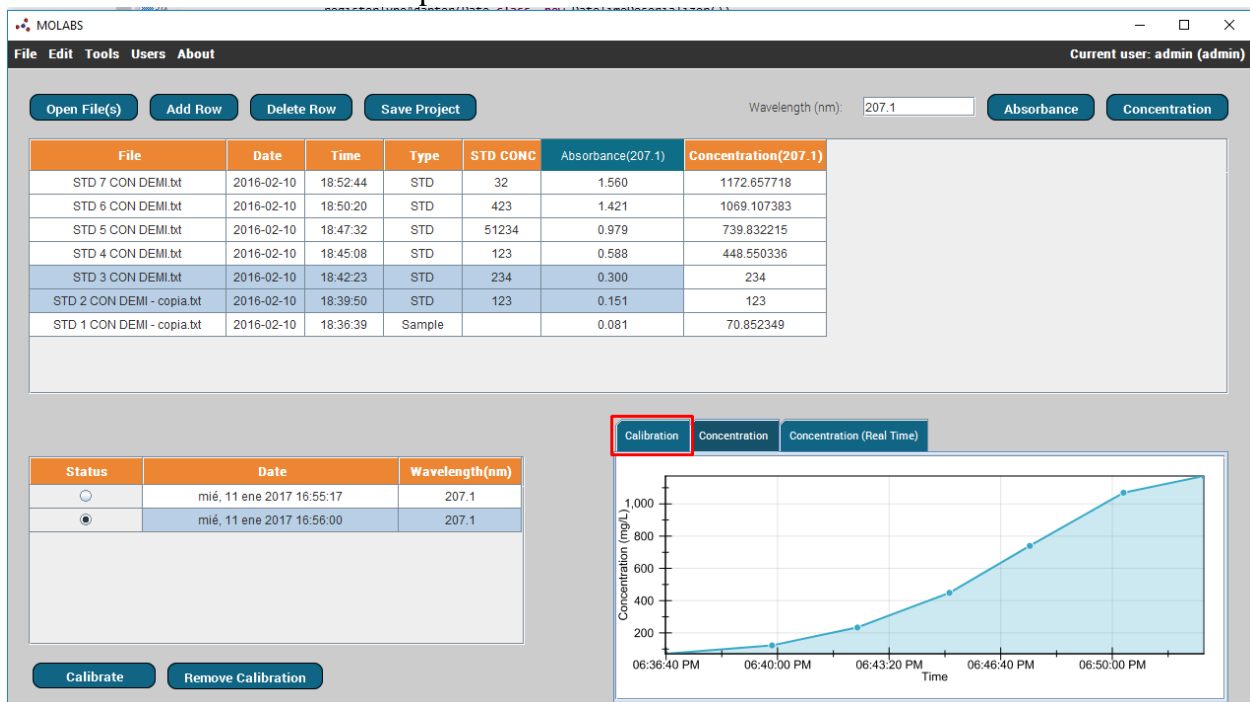 MOLABS
File Edit Tools Users About Current user: admin (admin)
Open File(s) Add Row Delete Row Save Project Wavelength (nm): 207.1 Absorbance Concentration
File Date Time Type STD CONC Absorbance(207.1) Concentration(207.1)
STD 7 CON DEMI.txt 2016-02-10 18:52:44 STD 32 1.560 1172.657718
STD 6 CON DEMI.txt 2016-02-10 18:50:20 STD 423 1.421 1069.107383
STD 5 CON DEMI.txt 2016-02-10 18:47:32 STD 51234 0.979 739.832215
STD 4 CON DEMI.txt 2016-02-10 18:45:08 STD 123 0.588 448.550336
STD 3 CON DEMI.txt 2016-02-10 18:42:23 STD 234 0.300 234
STD 2 CON DEMI - copia.txt 2016-02-10 18:39:50 STD 123 0.151 123
STD 1 CON DEMI - copia.txt 2016-02-10 18:36:39 Sample 0.081 70.852349
Calibration Concentration Concentration (Real Time)
Status Date Wavelength(nm)
mié, 11 ene 2017 16:55:17 207.1
mié, 11 ene 2017 16:56:00 207.1
Calibrate Remove Calibration
Concentration (mg/L)
1,000
800
600
400
200
06:36:40 PM 06:40:00 PM 06:43:20 PM 06:46:40 PM 06:50:00 PM
Time